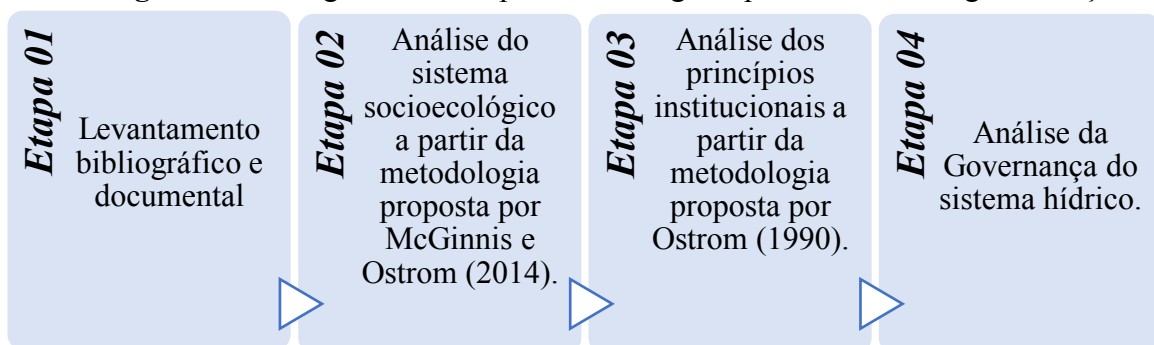 Etapa 01
Levantamento
bibliográfico e
documental
Etapa 02
Análise do
sistema
socioecológico
a partir da
metodologia
proposta por
McGinnis e
Ostrom (2014).
Etapa 03
Análise dos
princípios
institucionais a
partir da
metodologia
proposta por
Ostrom (1990).
Etapa 04
Análise da
Governança do
sistema hídrico.